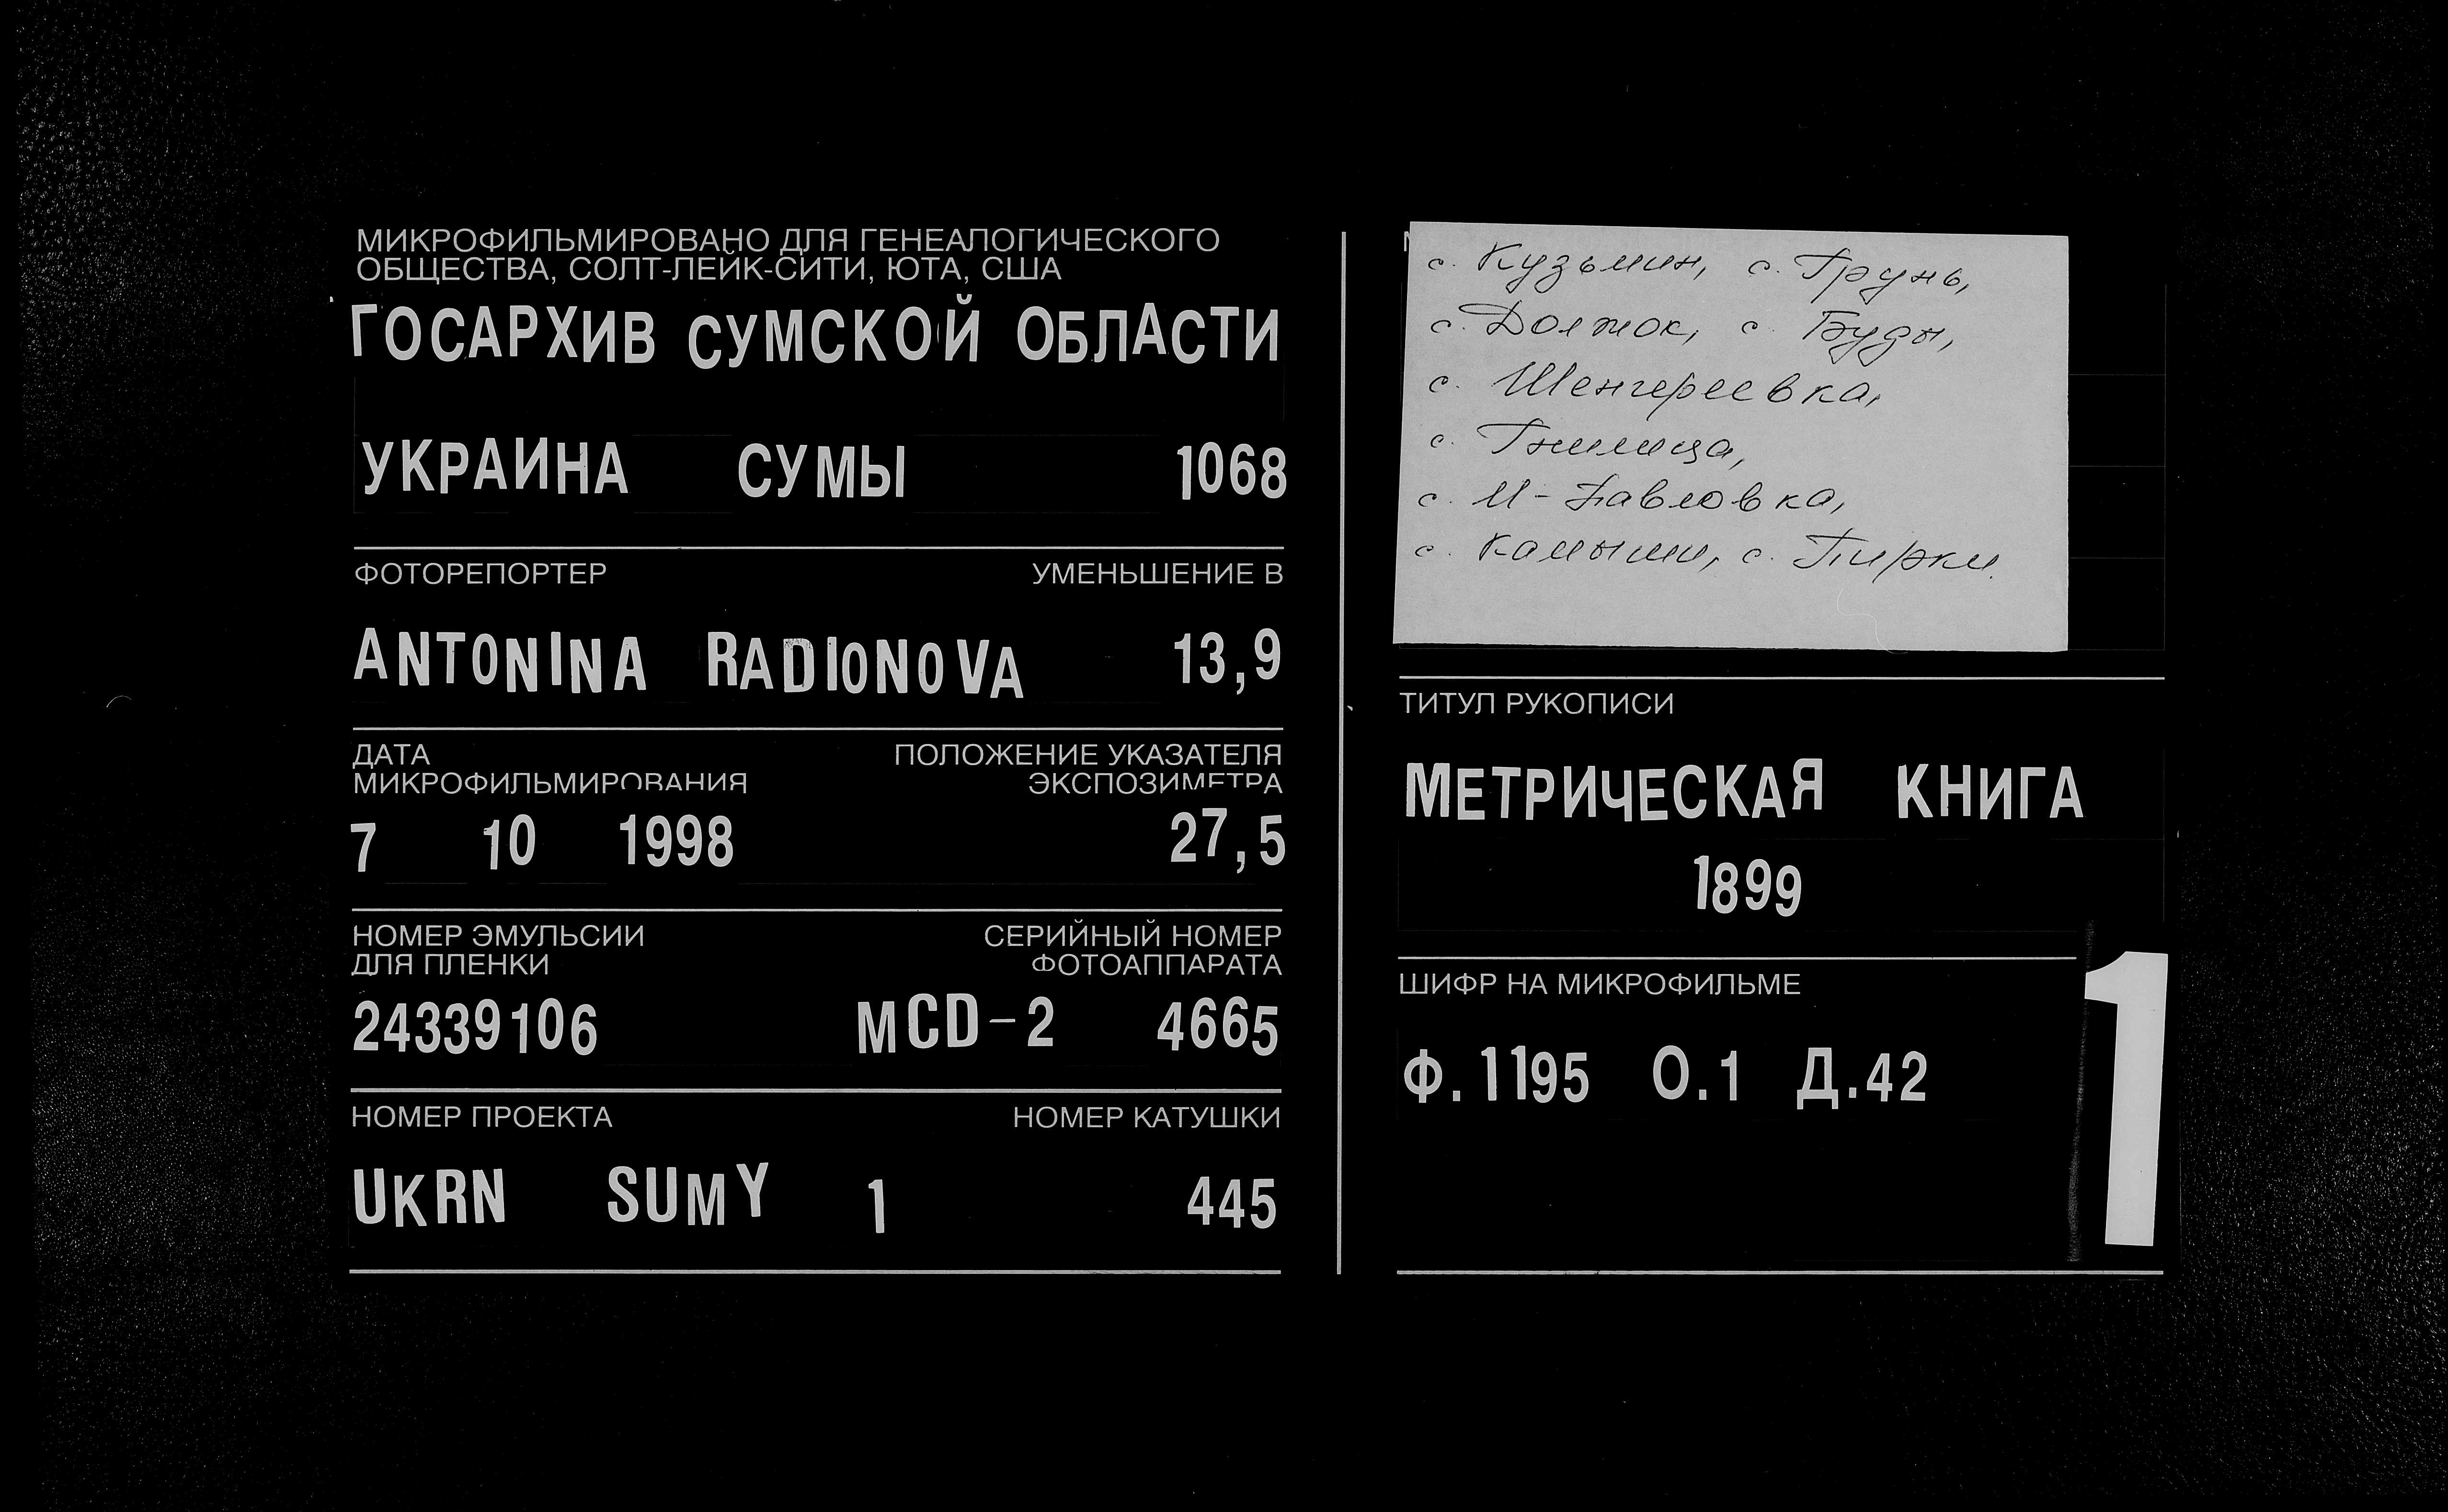 МИКРОФИЛЬМИРОВАНО ДЛЯ ГЕНЕАЛОГИЧЕСКОГО
ОБЩЕСТВА, СОЛТ-ЛЕЙК-СИТИ, ЮТА, США
ГОСАРХИВ СУМСКОЙ ОБЛАСТИ
УКРАИНА СУМЫ 1068
ФОТОРЕПОРТЕР УМЕНЬШЕНИЕ В
ANTONINA RADIONOVA 13,9
ДАТА ПОЛОЖЕНИЕ УКАЗАТЕЛЯ
МИКРОФИЛЬМИРОВАНИЯ ЭКСПОЗИМЕТРА
7 10 1998 27,5
НОМЕР ЭМУЛЬСИИ СЕРИЙНЫЙ НОМЕР
ДЛЯ ПЛЕНКИ ФОТОАППАРАТА
24339106 MCD-2 4665
НОМЕР ПРОЕКТА НОМЕР КАТУШКИ
UKRN SUMY 1 445
с. Кузьмин, с. Грунь,
с. Должок, с. Буды,
с. Шенгереевка,
с. Гнилица,
с. И-Павловка,
с. Камыши, с. Пирки.
ТИТУЛ РУКОПИСИ
МЕТРИЧЕСКАЯ КНИГА
1899
ШИФР НА МИКРОФИЛЬМЕ
Ф.1195 О.1 Д.42
1